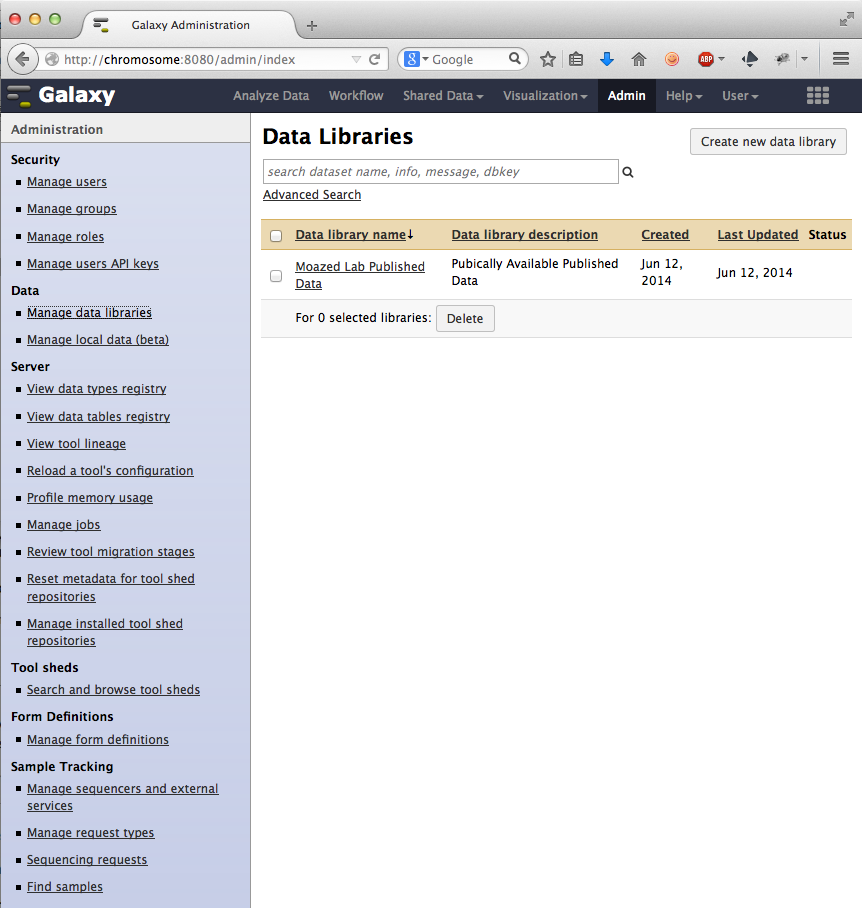 Galaxy Administration
http://chromosome:8080/admin/index
8
Google
ABP
Galaxy
Analyze Data
Workflow
Shared Data
Visualization
Admin
Help
User
Administration
Security
Manage users
Manage groups
Manage roles
Manage users API keys
Data
Manage data libraries
Manage local data (beta)
Server
View data types registry
View data tables registry
View tool lineage
Reload a tool's configuration
Profile memory usage
Manage jobs
Review tool migration stages
Reset metadata for tool shed
repositories
Manage installed tool shed
repositories
Tool sheds
Search and browse tool sheds
Form Definitions
Manage form definitions
Sample Tracking
Manage sequencers and external
services
Manage request types
Sequencing requests
Find samples
Data Libraries
Create new data library
search dataset name, info, message, dbkey
Advanced Search
Data library name↓ Data library description Created Last Updated Status
Moazed Lab Published
Data
Pubically Available Published
Data
Jun 12,
2014
Jun 12, 2014
For 0 selected libraries: Delete